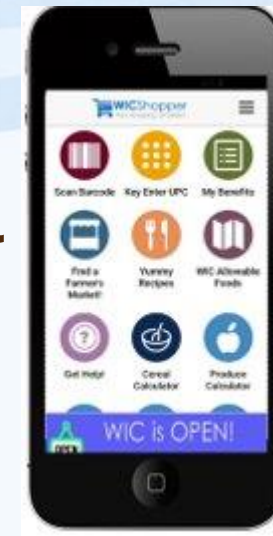 WICShopper
Scan Barcode
Key Enter UPC
My Benefits
Find a
Farmer's
Market!
Yummy
Recipes
WIC Allowable
Foods
Get Help!
Cereal
Calculator
Produce
Calculator
OPEN
WIC is OPEN!